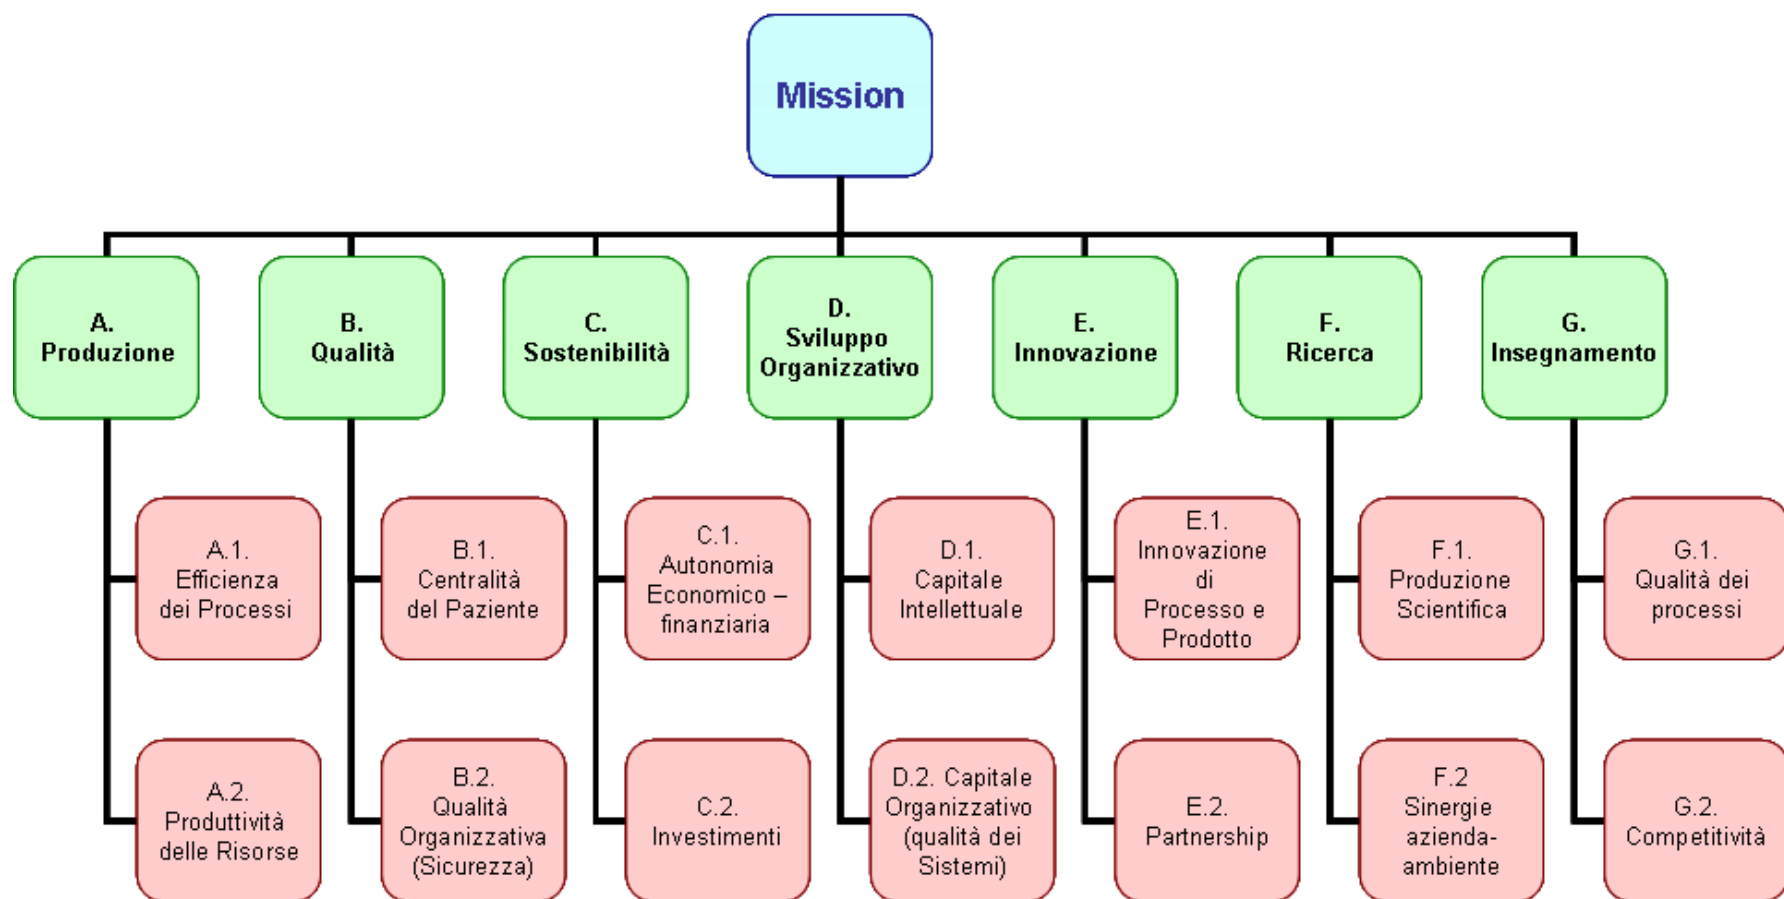 Mission
A.
Produzione
B.
Qualità
C.
Sostenibilità
D.
Sviluppo
Organizzativo
E.
Innovazione
F.
Ricerca
G.
Insegnamento
A.1.
Efficienza
dei Processi
B.1.
Centralità
del Paziente
C.1.
Autonomia
Economico –
finanziaria
D.1.
Capitale
Intellettuale
E.1.
Innovazione
di
Processo e
Prodotto
F.1.
Produzione
Scientifica
G.1.
Qualità dei
processi
A.2.
Produttività
delle Risorse
B.2.
Qualità
Organizzativa
(Sicurezza)
C.2.
Investimenti
D.2. Capitale
Organizzativo
(qualità dei
Sistemi)
E.2.
Partnership
F.2
Sinergie
azienda-
ambiente
G.2.
Competitività